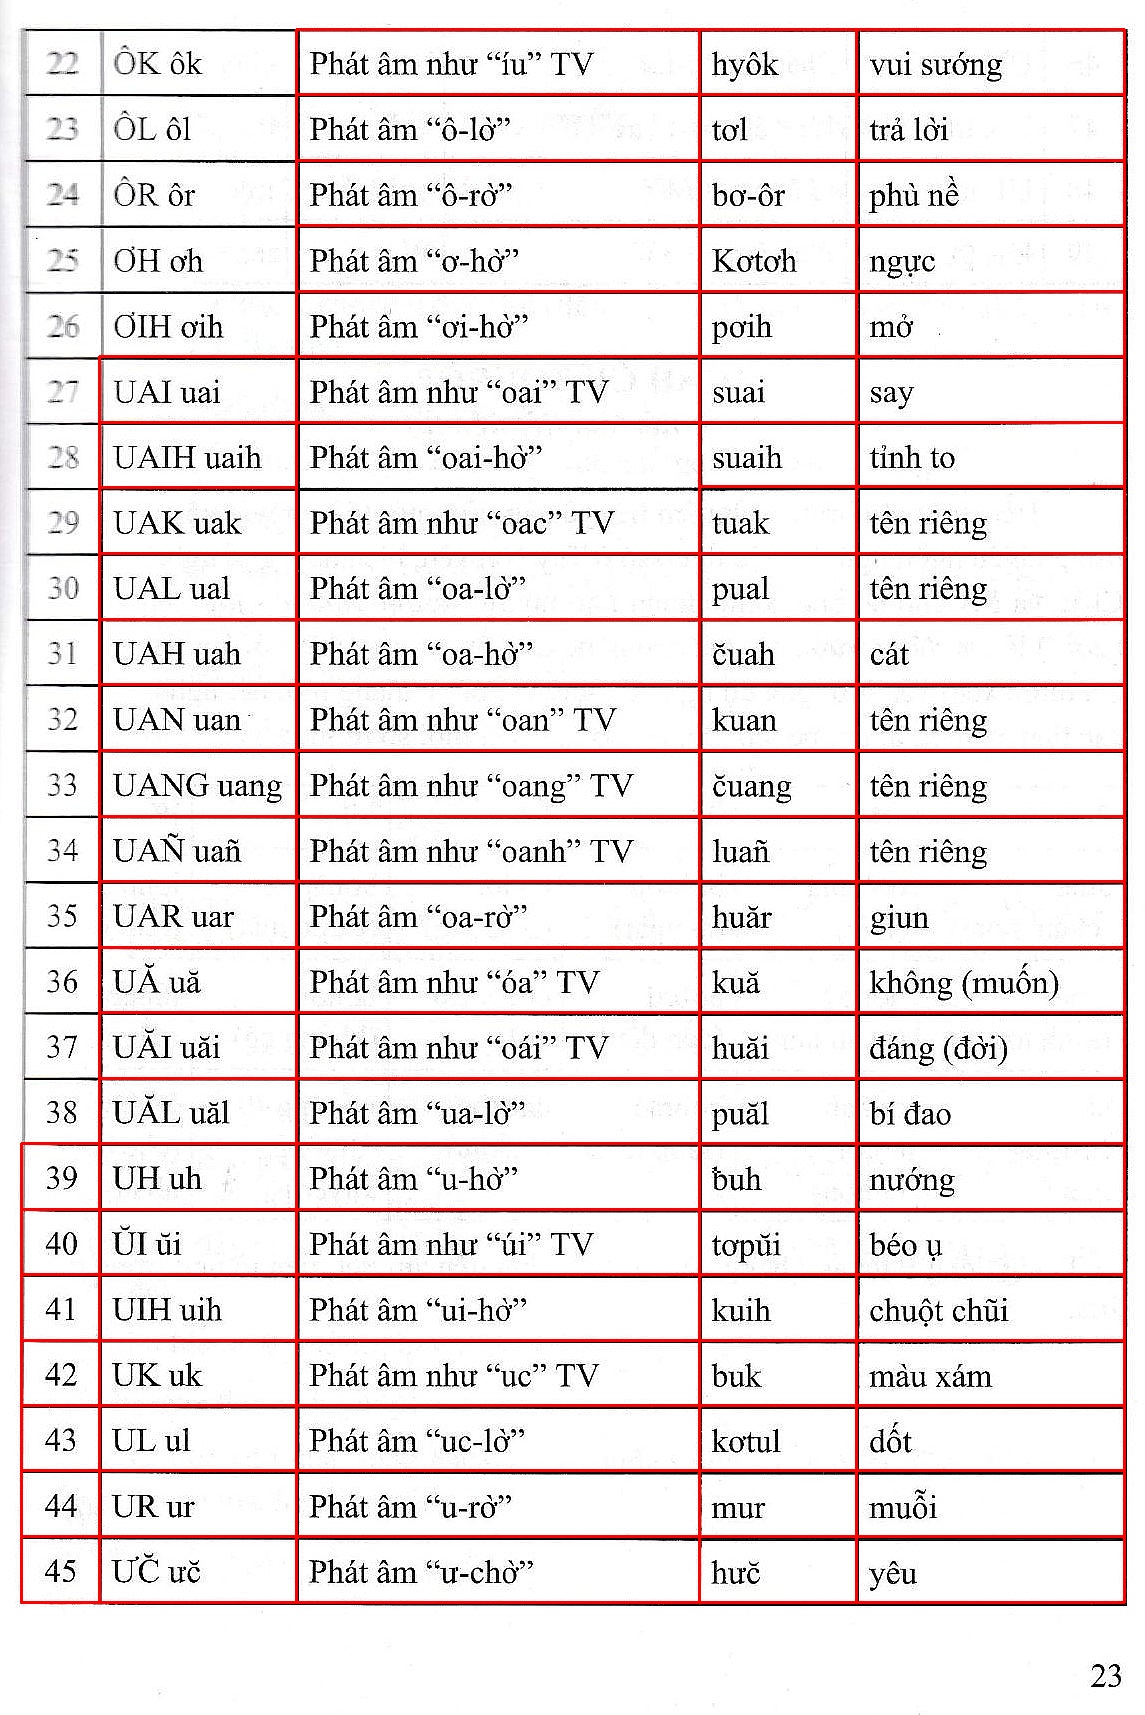 22 ÔK ôk Phát âm như “íu” TV hyôk vui sướng
23 ÔL ôl Phát âm “ô-lờ” tơl trả lời
24 ÔR ôr Phát âm “ô-rờ” bơ-ôr phù nề
25 ƠH ơh Phát âm “ơ-hờ” Kơtơh ngực
26 ƠIH ơih Phát âm “ơi-hờ” pơih mở
27 UAI uai Phát âm như “oai” TV suai say
28 UAIH uaih Phát âm “oai-hờ” suaih tỉnh to
29 UAK uak Phát âm như “oac” TV tuak tên riêng
30 UAL ual Phát âm “oa-lờ” pual tên riêng
31 UAH uah Phát âm “oa-hờ” čuah cát
32 UAN uan Phát âm như “oan” TV kuan tên riêng
33 UANG uang Phát âm như “oang” TV čuang tên riêng
34 UAÑ uañ Phát âm như “oanh” TV luañ tên riêng
35 UAR uar Phát âm “oa-rờ” huăr giun
36 UĂ uă Phát âm như “óa” TV kuă không (muốn)
37 UĂI uăi Phát âm như “oái” TV huăi đáng (đời)
38 UĂL uăl Phát âm “ua-lờ” puăl bí đao
39 UH uh Phát âm “u-hờ” ƀuh nướng
40 ŬI ŭi Phát âm như “úi” TV tơpŭi béo ụ
41 UIH uih Phát âm “ui-hờ” kuih chuột chũi
42 UK uk Phát âm như “uc” TV buk màu xám
43 UL ul Phát âm “uc-lờ” kơtul dốt
44 UR ur Phát âm “u-rờ” mur muỗi
45 ƯČ ưč Phát âm “ư-chờ” hưč yêu
23